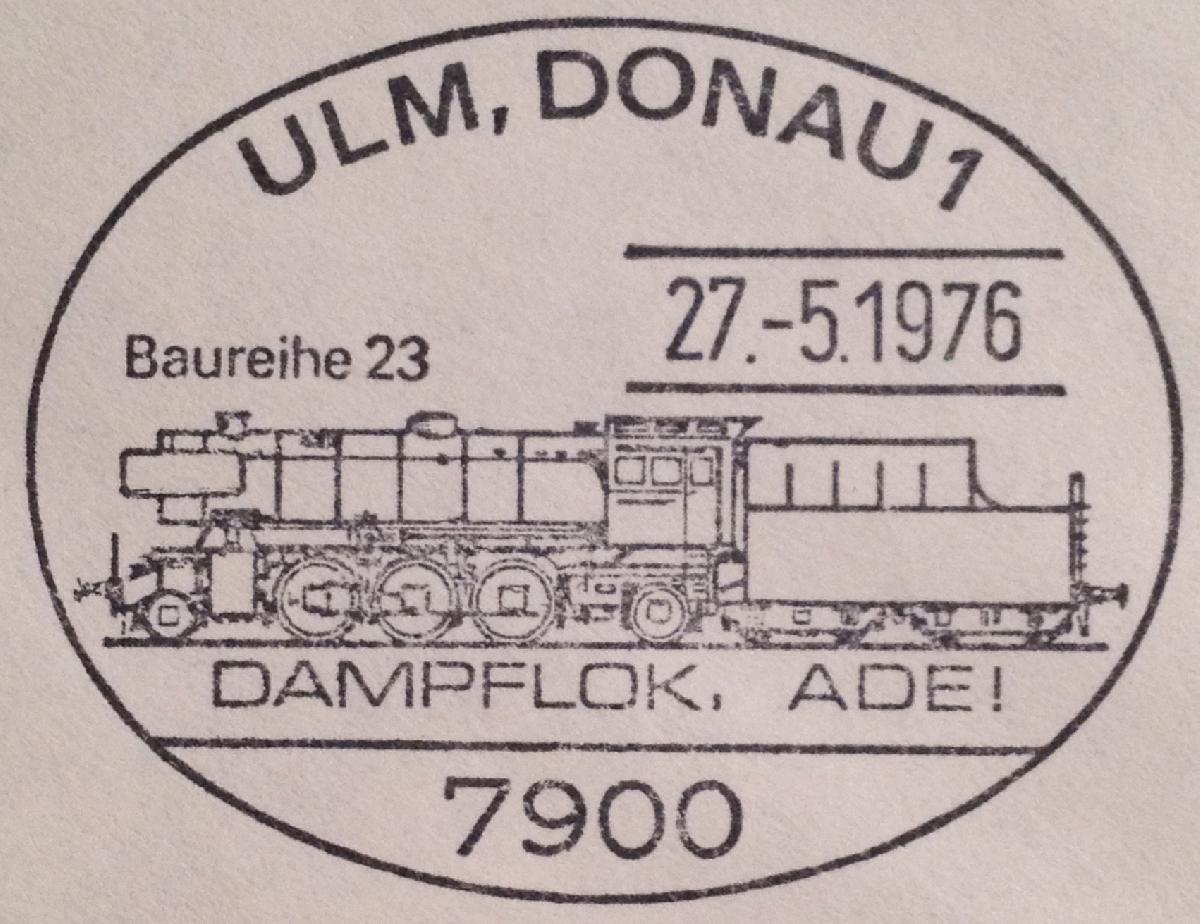 ULM, DONAU 1
27.-5.1976
Baureihe 23
DAMPFLOK, ADE!
7900